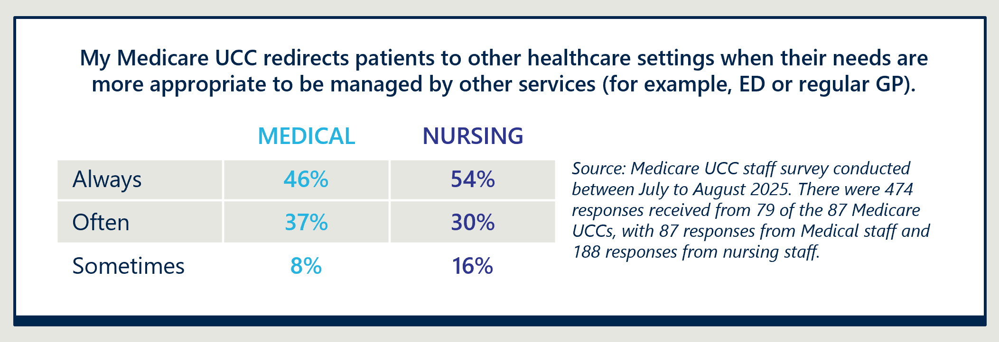 My Medicare UCC redirects patients to other healthcare settings when their needs are
more appropriate to be managed by other services (for example, ED or regular GP).
MEDICAL NURSING
Always 46% 54%
Often 37% 30%
Sometimes 8% 16%
Source: Medicare UCC staff survey conducted
between July to August 2025. There were 474
responses received from 79 of the 87 Medicare
UCCs, with 87 responses from Medical staff and
188 responses from nursing staff.